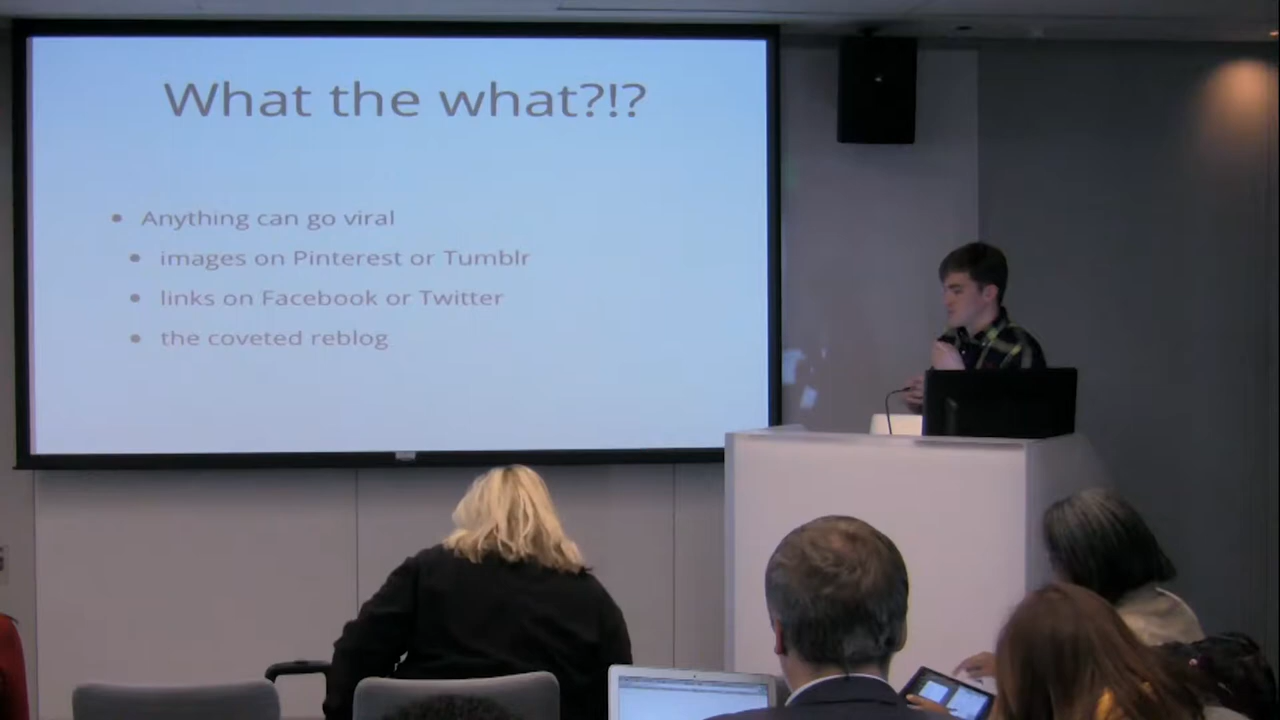 What the what?!?
Anything can go viral
images on Pinterest or Tumblr
links on Facebook or Twitter
the coveted reblog